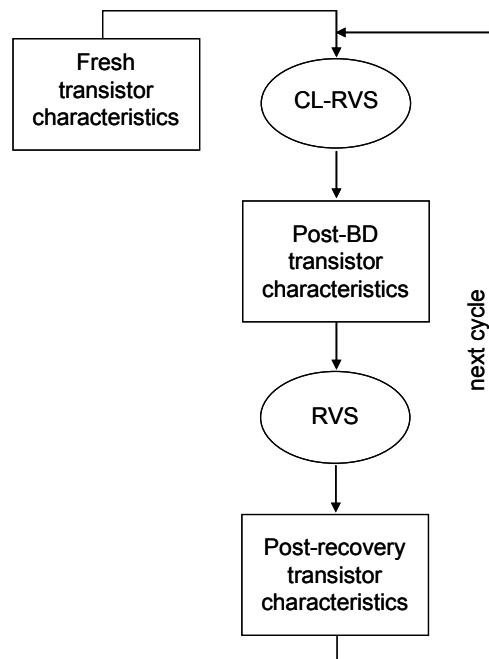 Fresh
transistor
characteristics
CL-RVS
Post-BD
transistor
characteristics
next cycle
RVS
Post-recovery
transistor
characteristics